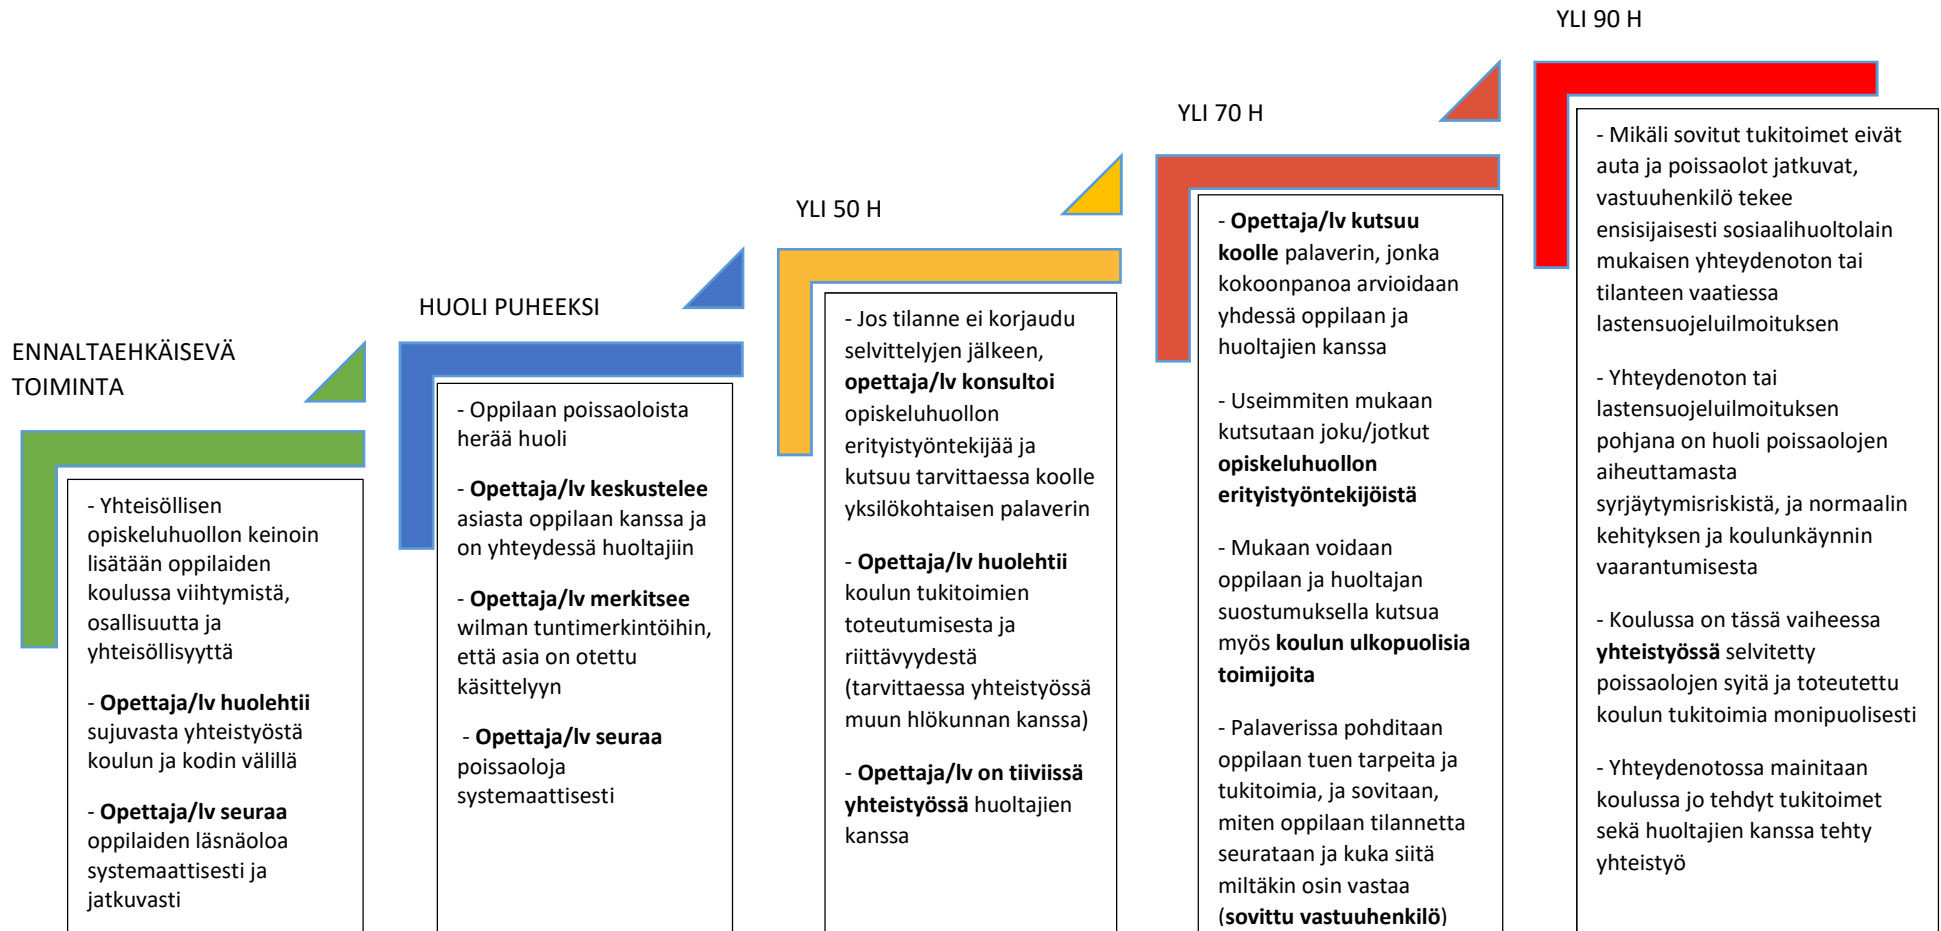 ENNALTAEHKÄISEVÄ
TOIMINTA
- Yhteisöllisen
opiskeluhuollon keinoin
lisätään oppilaiden
koulussa viihtymistä,
osallisuutta ja
yhteisöllisyyttä
- Opettaja/lv huolehtii
sujuvasta yhteistyöstä
koulun ja kodin välillä
- Opettaja/lv seuraa
oppilaiden läsnäoloa
systemaattisesti ja
jatkuvasti
HUOLI PUHEEKSI
- Oppilaan poissaoloista
herää huoli
- Opettaja/lv keskustelee
asiasta oppilaan kanssa ja
on yhteydessä huoltajiin
- Opettaja/lv merkitsee
wilman tuntimerkintöihin,
että asia on otettu
käsittelyyn
- Opettaja/lv seuraa
poissaoloja
systemaattisesti
YLI 50 H
- Jos tilanne ei korjaudu
selvittelyjen jälkeen,
opettaja/lv konsultoi
opiskeluhuollon
erityistyöntekijää ja
kutsuu tarvittaessa koolle
yksilökohtaisen palaverin
- Opettaja/lv huolehtii
koulun tukitoimien
toteutumisesta ja
riittävyydestä
(tarvittaessa yhteistyössä
muun hlökunnan kanssa)
- Opettaja/lv on tiiviissä
yhteistyössä huoltajien
kanssa
YLI 70 H
- Opettaja/lv kutsuu
koolle palaverin, jonka
kokoonpanoa arvioidaan
yhdessä oppilaan ja
huoltajien kanssa
- Useimmiten mukaan
kutsutaan joku/jotkut
opiskeluhuollon
erityistyöntekijöistä
- Mukaan voidaan
oppilaan ja huoltajan
suostumuksella kutsua
myös koulun ulkopuolisia
toimijoita
- Palaverissa pohditaan
oppilaan tuen tarpeita ja
tukitoimia, ja sovitaan,
miten oppilaan tilannetta
seurataan ja kuka siitä
miltäkin osin vastaa
(sovittu vastuuhenkilö)
YLI 90 H
- Mikäli sovitut tukitoimet eivät
auta ja poissaolot jatkuvat,
vastuuhenkilö tekee
ensisijaisesti sosiaalihuoltolain
mukaisen yhteydenoton tai
tilanteen vaatiessa
lastensuojeluilmoituksen
- Yhteydenoton tai
lastensuojeluilmoituksen
pohjana on huoli poissaolojen
aiheuttamasta
syrjäytymisriskistä, ja normaalin
kehityksen ja koulunkäynnin
vaarantumisesta
- Koulussa on tässä vaiheessa
yhteistyössä selvitetty
poissaolojen syitä ja toteutettu
koulun tukitoimia monipuolisesti
- Yhteydenotossa mainitaan
koulussa jo tehdyt tukitoimet
sekä huoltajien kanssa tehty
yhteistyö